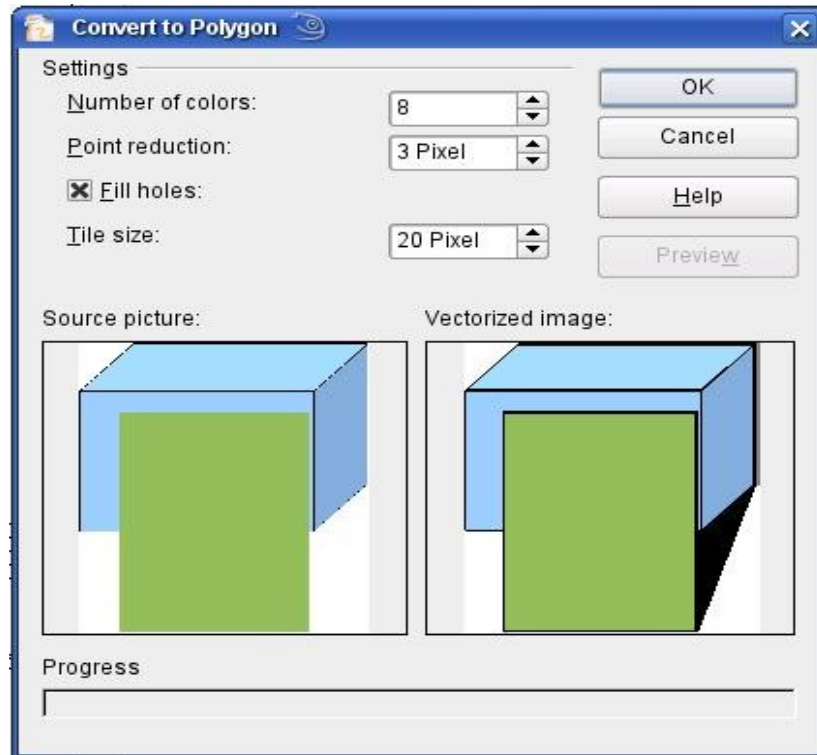 Convert to Polygon
Settings
Number of colors:
8
Point reduction:
3 Pixel
Fill holes:
Tile size:
20 Pixel
OK
Cancel
Help
Preview
Source picture:
Vectorized image:
Progress